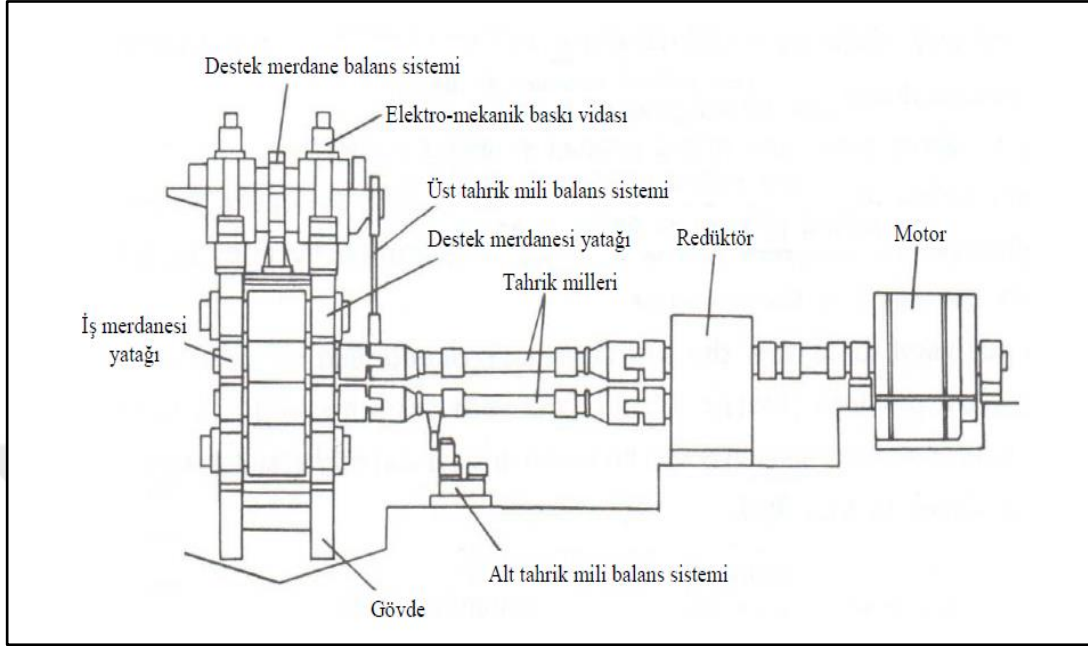 Destek merdane balans sistemi
Elektro-mekanik baskı vidası
Üst tahrik mili balans sistemi
Destek merdanesi yatağı
Redüktör
Motor
Tahrik milleri
İş merdanesi
yatağı
Alt tahrik mili balans sistemi
Gövde